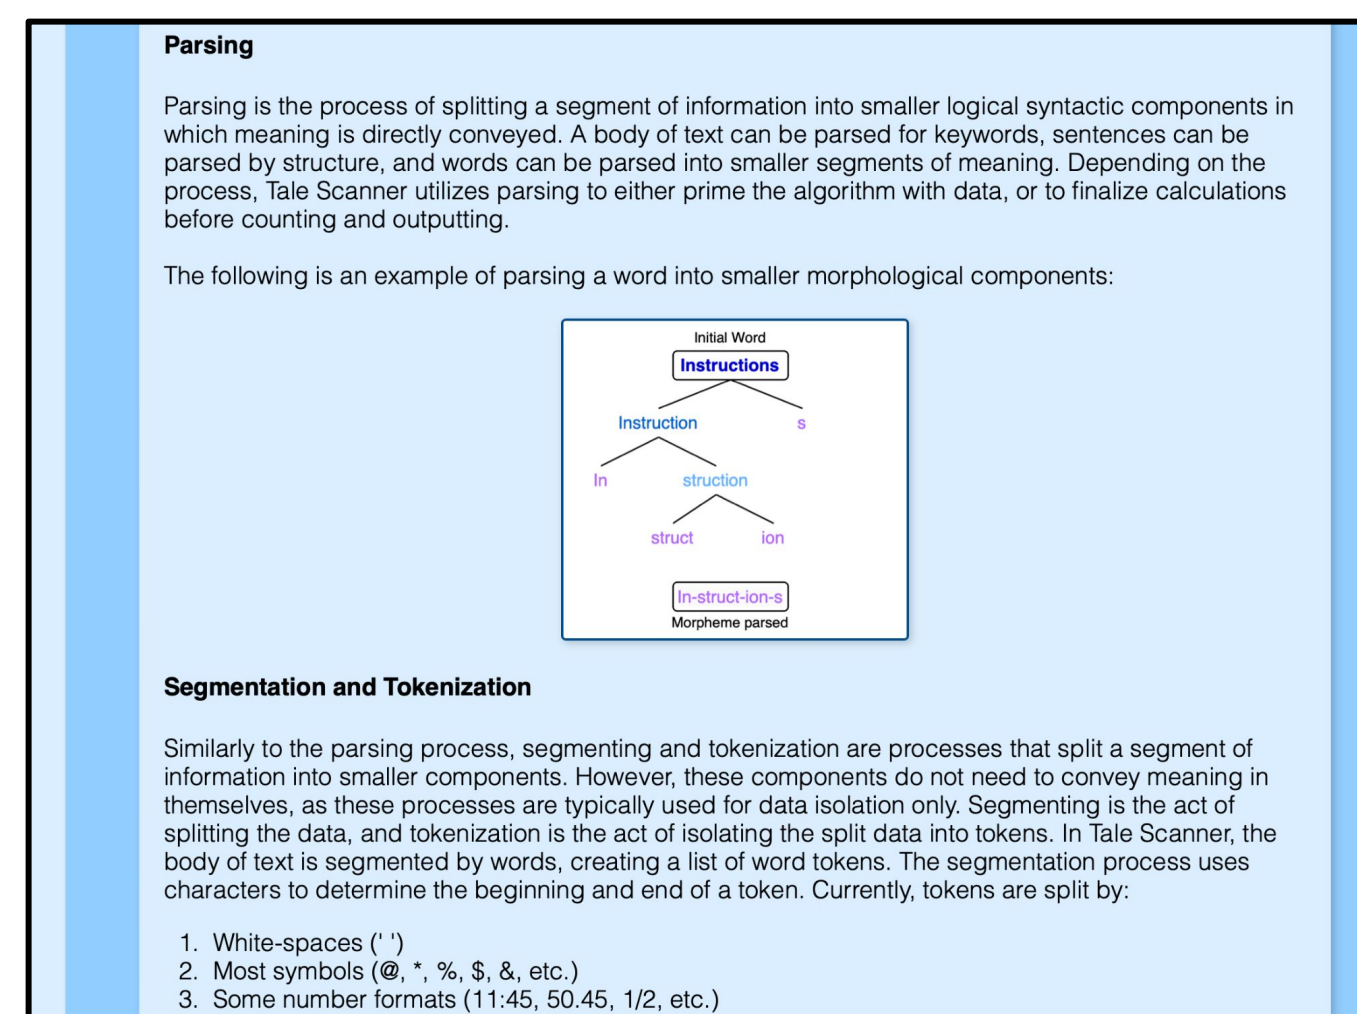 Parsing
Parsing is the process of splitting a segment of information into smaller logical syntactic components in
which meaning is directly conveyed. A body of text can be parsed for keywords, sentences can be
parsed by structure, and words can be parsed into smaller segments of meaning. Depending on the
process, Tale Scanner utilizes parsing to either prime the algorithm with data, or to finalize calculations
before counting and outputting.
The following is an example of parsing a word into smaller morphological components:
Initial Word
Instructions
Instruction s
In struction
struct ion
In-struct-ion-s
Morpheme parsed
Segmentation and Tokenization
Similarly to the parsing process, segmenting and tokenization are processes that split a segment of
information into smaller components. However, these components do not need to convey meaning in
themselves, as these processes are typically used for data isolation only. Segmenting is the act of
splitting the data, and tokenization is the act of isolating the split data into tokens. In Tale Scanner, the
body of text is segmented by words, creating a list of word tokens. The segmentation process uses
characters to determine the beginning and end of a token. Currently, tokens are split by:
1. White-spaces (' ')
2. Most symbols (@, *, %, $, &, etc.)
3. Some number formats (11:45, 50.45, 1/2, etc.)